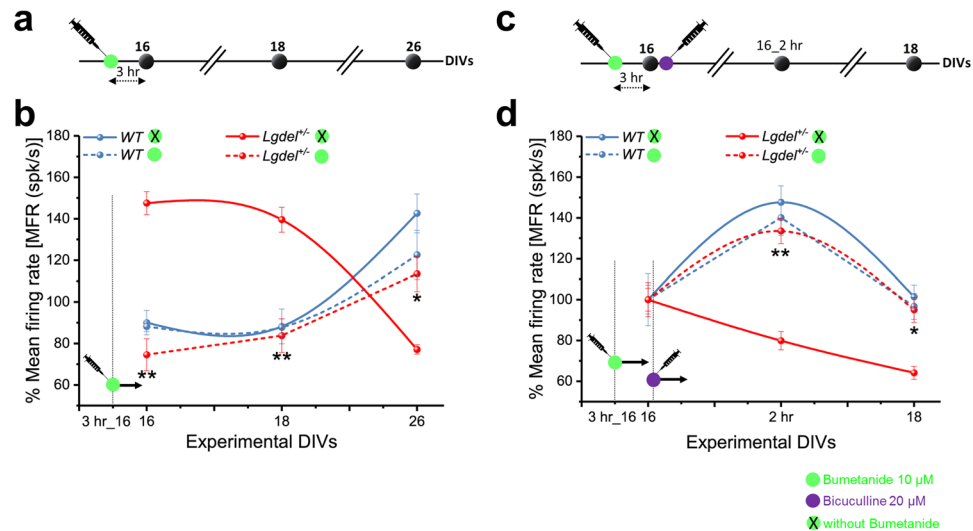 a
16
18
26
DIVs
3 hr
b
% Mean firing rate [MFR (spk/s)]
180
160
140
120
100
80
60
WT X
WT
Lgdel+/- X
Lgdel+/-
**
**
*
3 hr_16 16 18 26
Experimental DIVs
c
16
16_2 hr
18
DIVs
3 hr
d
% Mean firing rate [MFR (spk/s)]
180
160
140
120
100
80
60
WT X
WT
Lgdel+/- X
Lgdel+/-
**
*
3 hr_16 16 2 hr 18
Experimental DIVs
Bumetanide 10 µM
Bicuculline 20 µM
X without Bumetanide